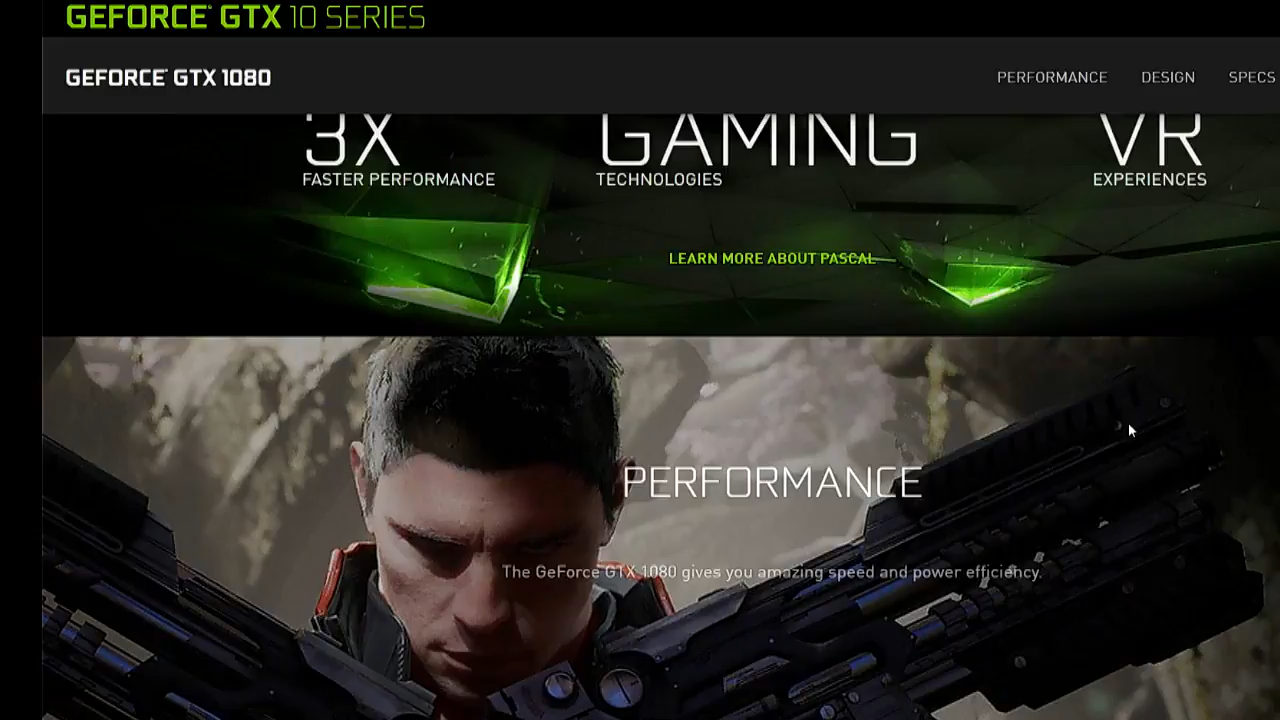 GEFORCE® GTX 10 SERIES
GEFORCE® GTX 1080
PERFORMANCE DESIGN SPECS
3X GAMING VR
FASTER PERFORMANCE TECHNOLOGIES EXPERIENCES
LEARN MORE ABOUT PASCAL
PERFORMANCE
The GeForce GTX 1080 gives you amazing speed and power efficiency.